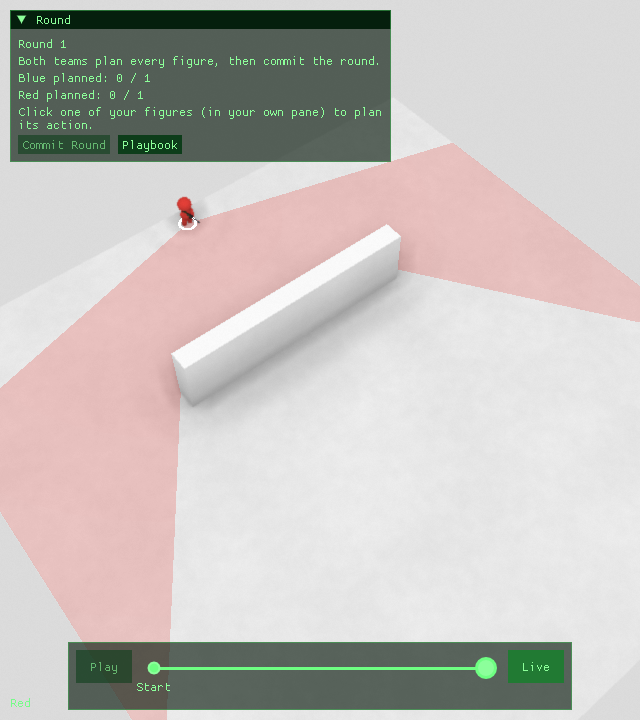 Round
Round 1
Both teams plan every figure, then commit the round.
Blue planned: 0 / 1
Red planned: 0 / 1
Click one of your figures (in your own pane) to plan
its action.
Commit Round Playbook
Play Live
Start
Red